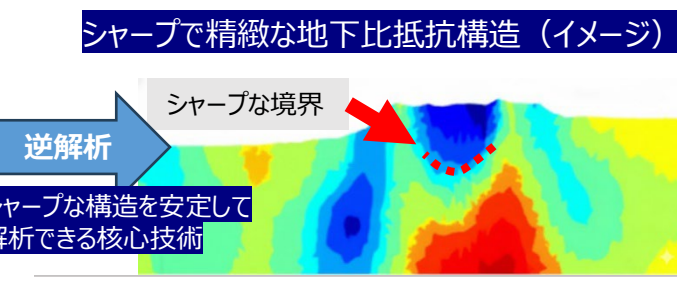 シャープで精緻な地下比抵抗構造（イメージ）
シャープな境界
逆解析
シャープな構造を安定して
解析できる核心技術